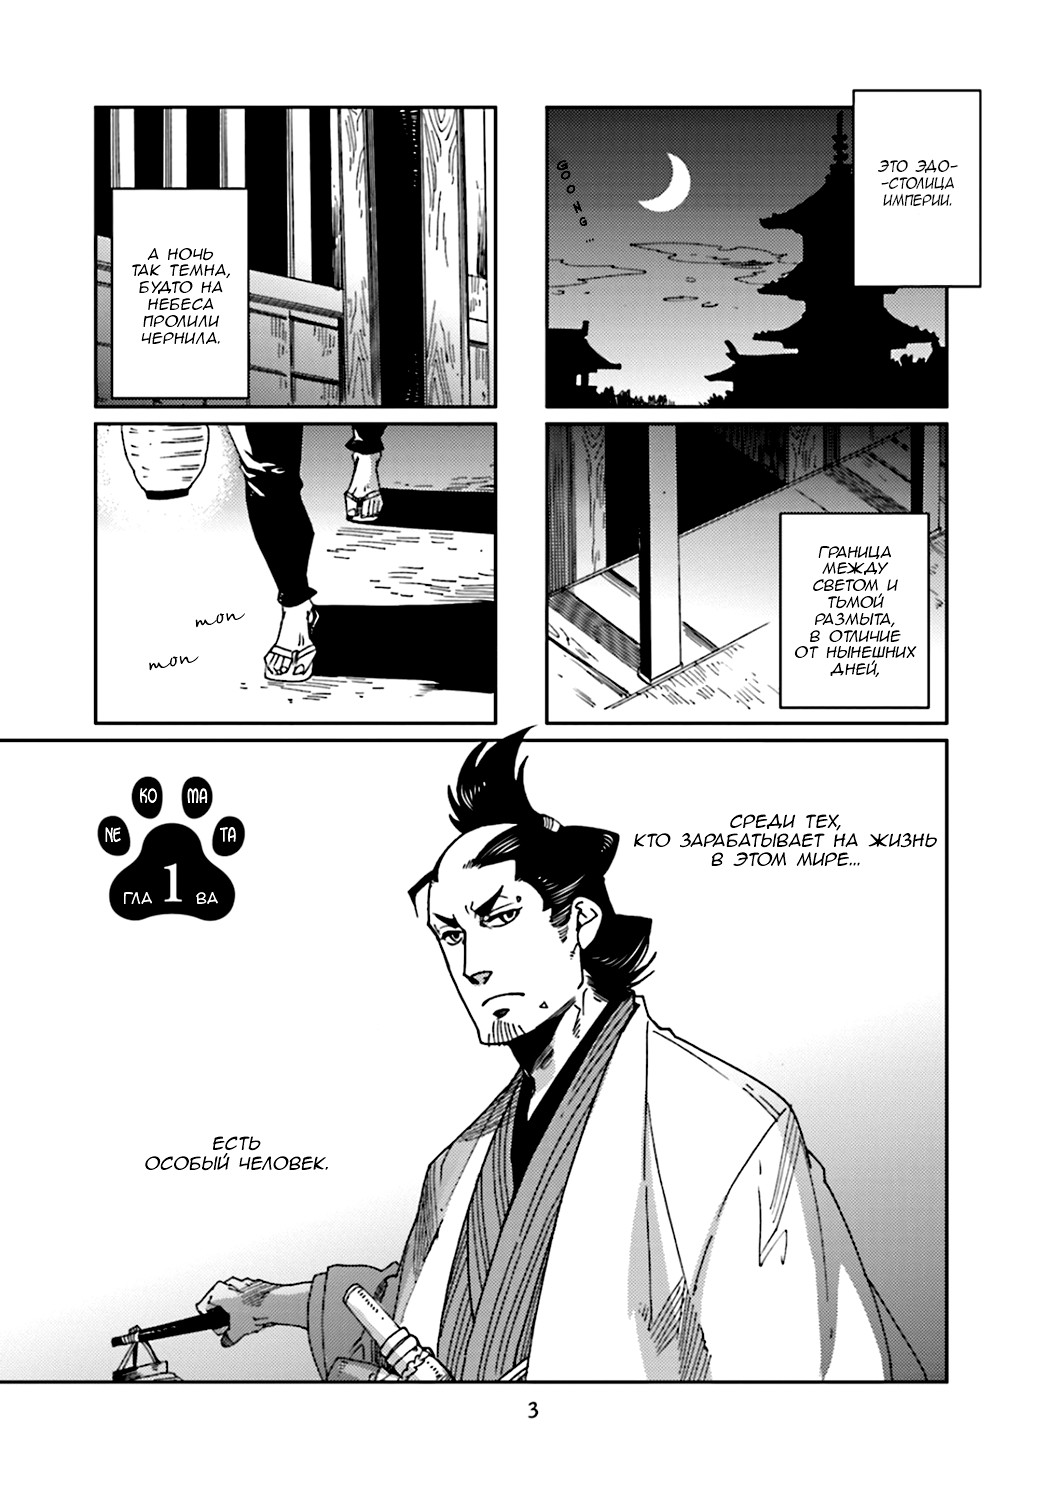 ЭТО ЭДО-
-СТОЛИЦА
ИМПЕРИИ.
GOONG...
А НОЧЬ
ТАК ТЕМНА,
БУДТО НА
НЕБЕСА
ПРОЛИЛИ
ЧЕРНИЛА.
ГРАНИЦА
МЕЖДУ
СВЕТОМ И
ТЬМОЙ
РАЗМЫТА,
В ОТЛИЧИЕ
ОТ НЫНЕШНИХ
ДНЕЙ,
топ
топ
NE KO MA TA
ГЛА 1 ВА
СРЕДИ ТЕХ,
КТО ЗАРАБАТЫВАЕТ НА ЖИЗНЬ
В ЭТОМ МИРЕ...
ЕСТЬ
ОСОБЫЙ ЧЕЛОВЕК.
3